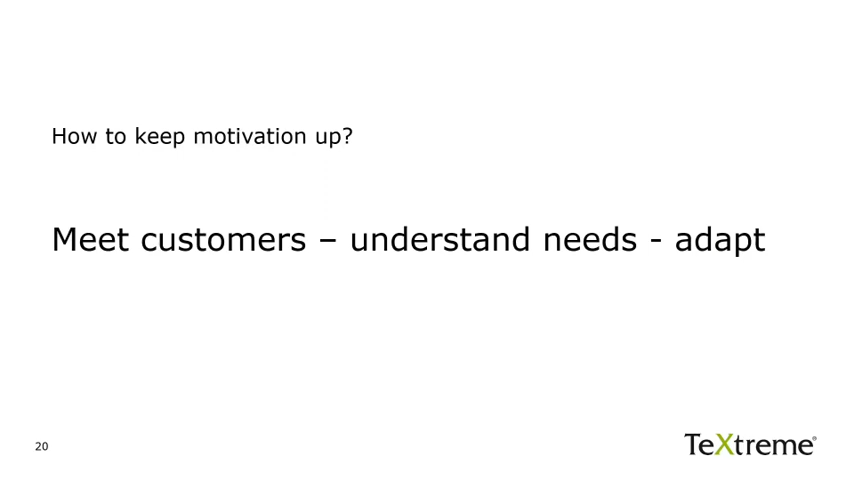 How to keep motivation up?
Meet customers – understand needs - adapt
20
TeXtreme®